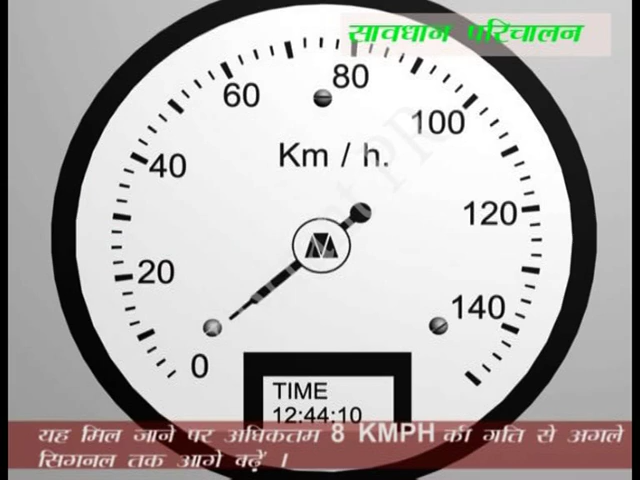 सावधान परिचालन
80
60
100
Km / h.
40
120
20
140
0
TIME
12:44:10
यह मिल जाने पर अधिकतम 8 KMPH की गति से अगले
सिगनल तक आगे बढ़ें ।